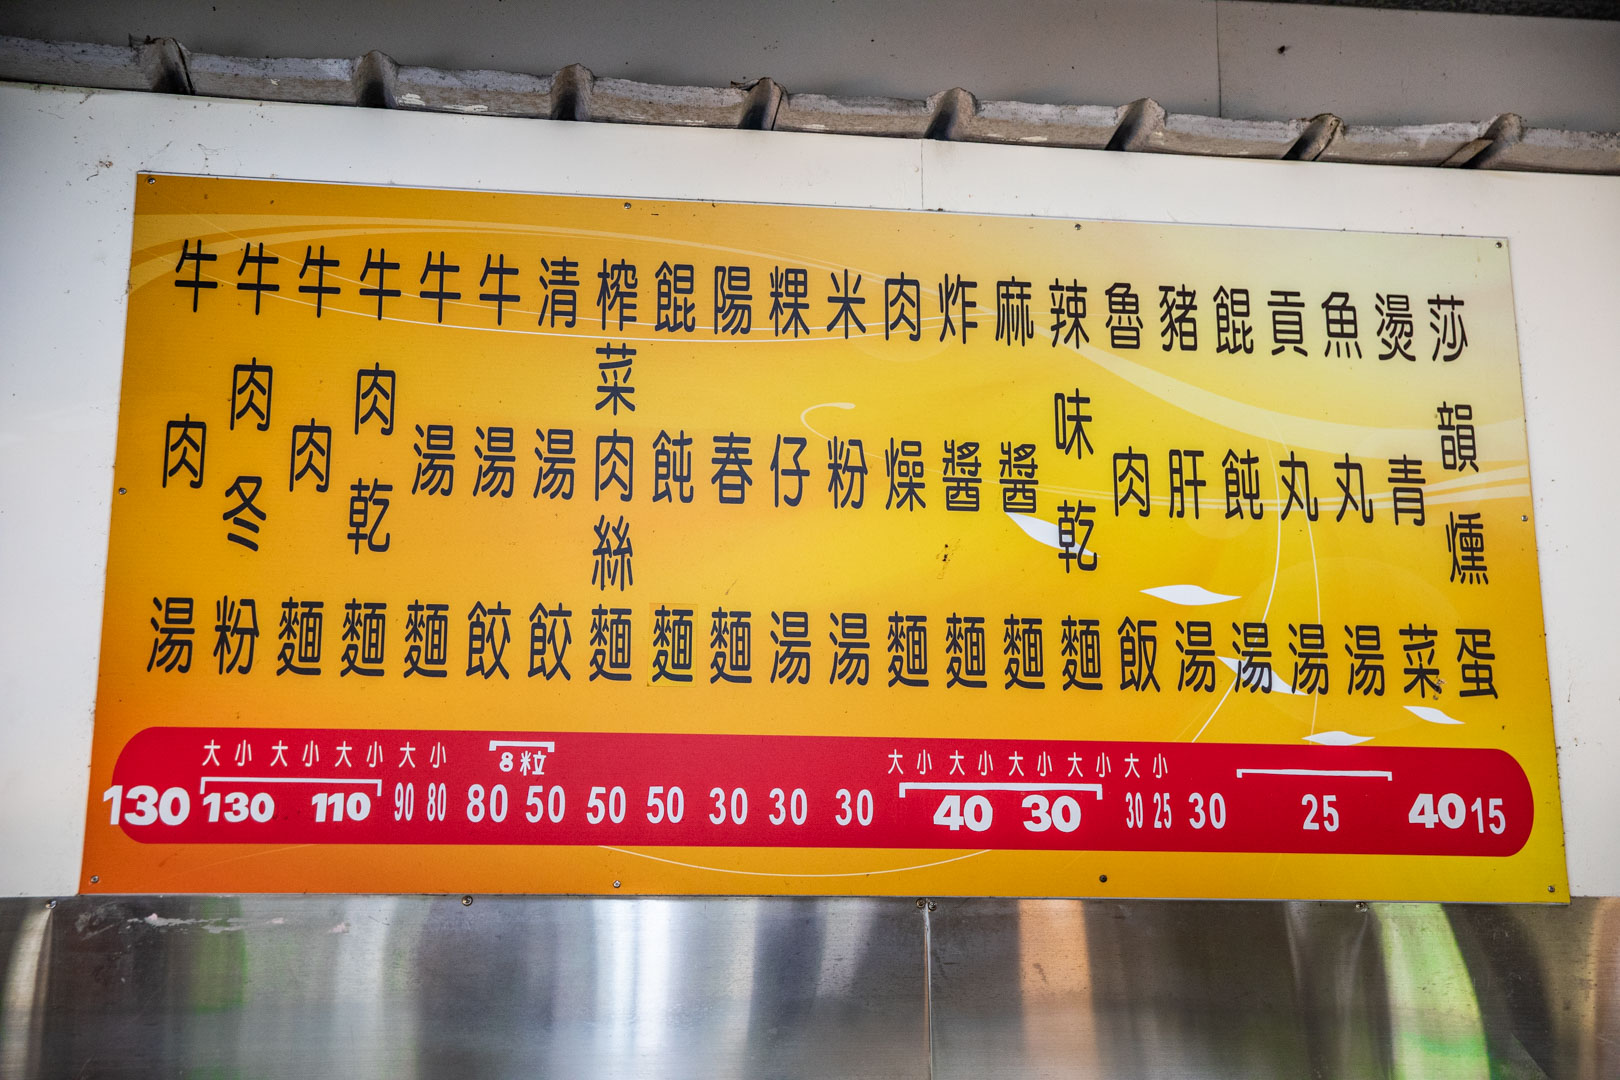 牛肉湯
牛肉冬粉
牛肉麵
牛肉乾麵
牛湯麵
牛湯餃
清湯餃
榨菜肉絲麵
餛飩麵
陽春麵
粿仔湯
米粉湯
肉燥麵
炸醬麵
麻醬麵
辣味乾麵
魯肉飯
豬肝湯
餛飩湯
貢丸湯
魚丸湯
燙青菜
莎韻燻蛋
大小 大小 大小 大小 8粒 大小 大小 大小 大小 大小
130 130 110 90 80 80 50 50 50 30 30 30 40 30 30 25 30 25 40 15